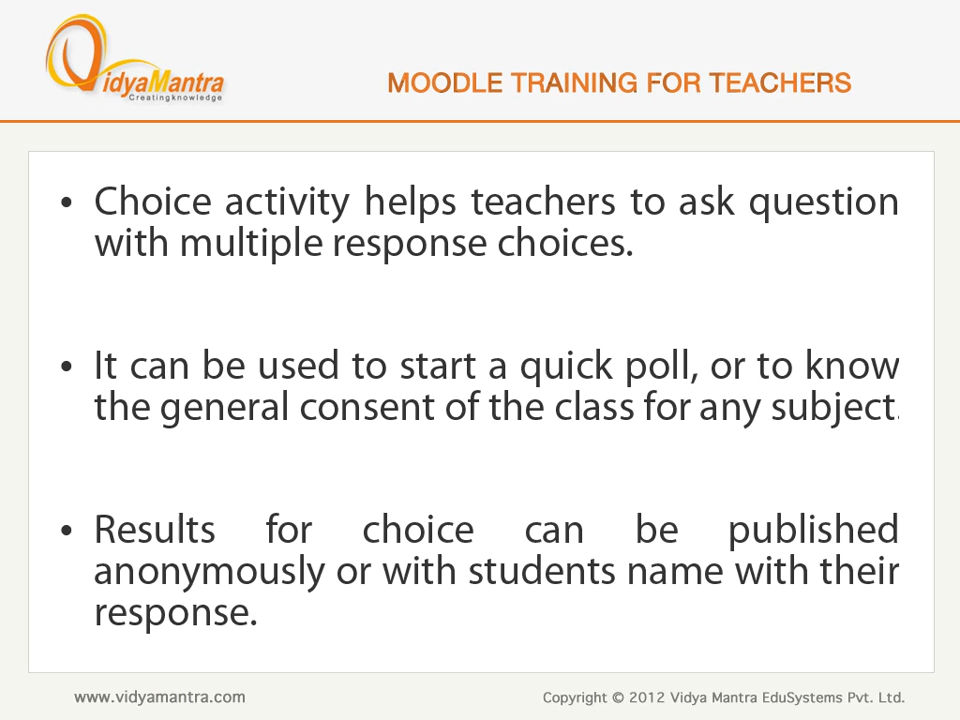 VidyaMantra
Creatingknowledge
MOODLE TRAINING FOR TEACHERS
• Choice activity helps teachers to ask question
with multiple response choices.
• It can be used to start a quick poll, or to know
the general consent of the class for any subject.
• Results for choice can be published
anonymously or with students name with their
response.
www.vidyamantra.com
Copyright © 2012 Vidya Mantra EduSystems Pvt. Ltd.